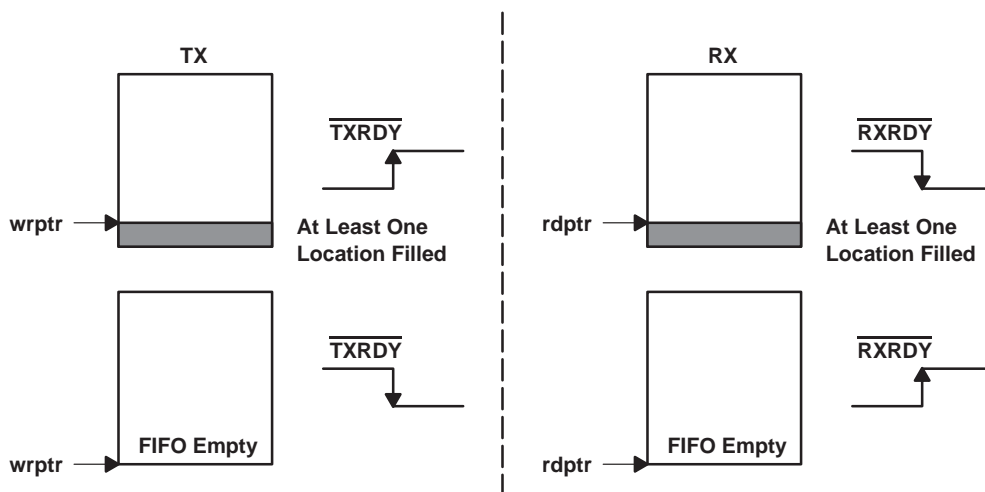 TX
TXRDY
wrptr
At Least One
Location Filled
TXRDY
FIFO Empty
wrptr
RX
RXRDY
rdptr
At Least One
Location Filled
RXRDY
FIFO Empty
rdptr